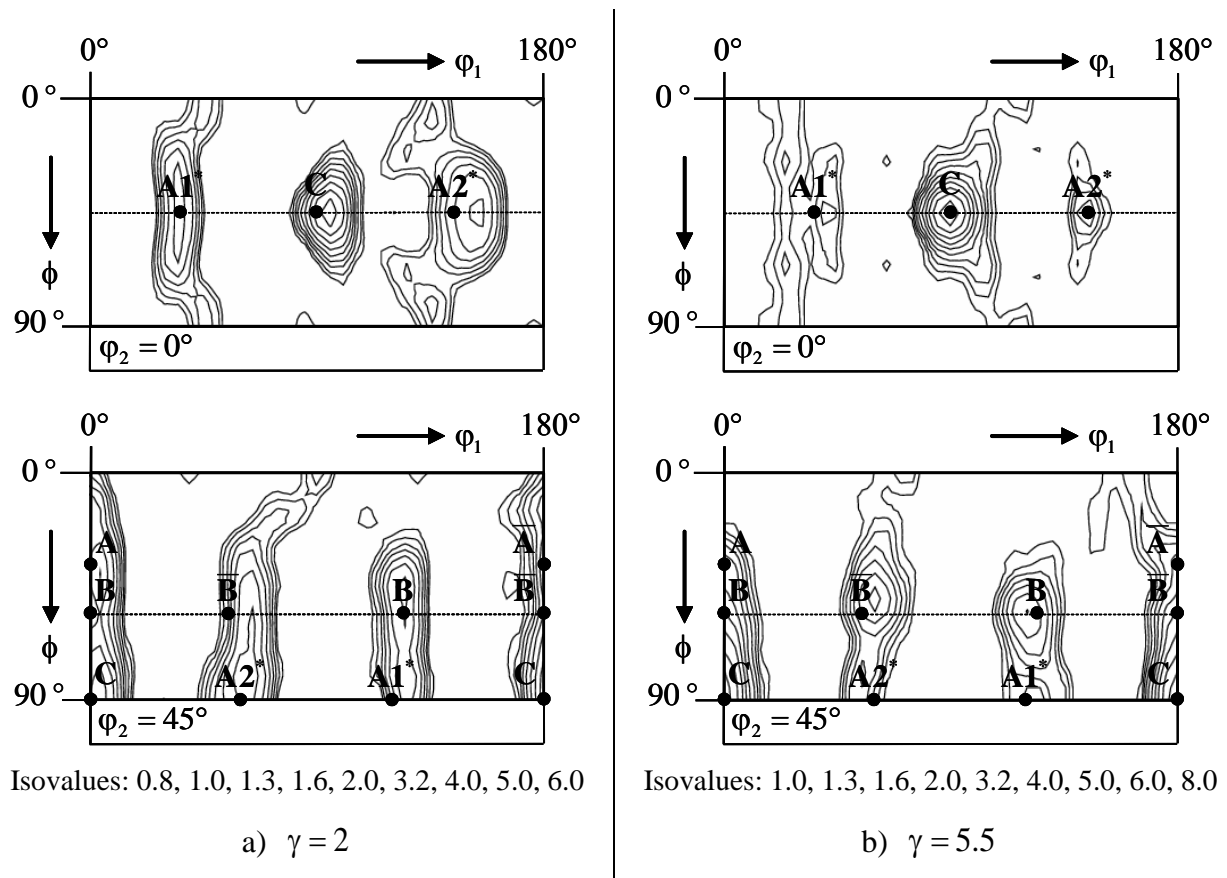 0° 180°
→ φ₁
0°
A1* C A2*
↓
ϕ
90°
φ₂ = 0°
0° 180°
→ φ₁
0°
A A̅
B B̅ B B̅
↓
ϕ
C A2* A1* C
90°
φ₂ = 45°
Isovalues: 0.8, 1.0, 1.3, 1.6, 2.0, 3.2, 4.0, 5.0, 6.0
a) γ = 2
0° 180°
→ φ₁
0°
A1* C A2*
↓
ϕ
90°
φ₂ = 0°
0° 180°
→ φ₁
0°
A A̅
B B̅ B B̅
↓
ϕ
C A2* A1* C
90°
φ₂ = 45°
Isovalues: 1.0, 1.3, 1.6, 2.0, 3.2, 4.0, 5.0, 6.0, 8.0
b) γ = 5.5